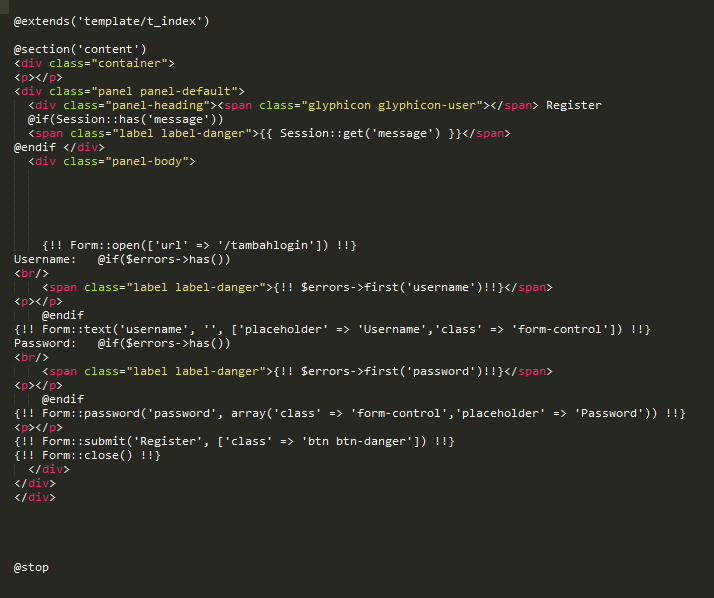 @extends('template/t_index')
@section('content')
<div class="container">
<p></p>
<div class="panel panel-default">
<div class="panel-heading"><span class="glyphicon glyphicon-user"></span> Register
@if(Session::has('message'))
<span class="label label-danger">{{ Session::get('message') }}</span>
@endif </div>
<div class="panel-body">
{!! Form::open(['url' => '/tambahlogin']) !!}
Username:   @if($errors->has())
<br/>
<span class="label label-danger">{!! $errors->first('username')!!}</span>
<p></p>
@endif
{!! Form::text('username', '', ['placeholder' => 'Username','class' => 'form-control']) !!}
Password:   @if($errors->has())
<br/>
<span class="label label-danger">{!! $errors->first('password')!!}</span>
<p></p>
@endif
{!! Form::password('password', array('class' => 'form-control','placeholder' => 'Password')) !!}
<p></p>
{!! Form::submit('Register', ['class' => 'btn btn-danger']) !!}
{!! Form::close() !!}
</div>
</div>
</div>
@stop